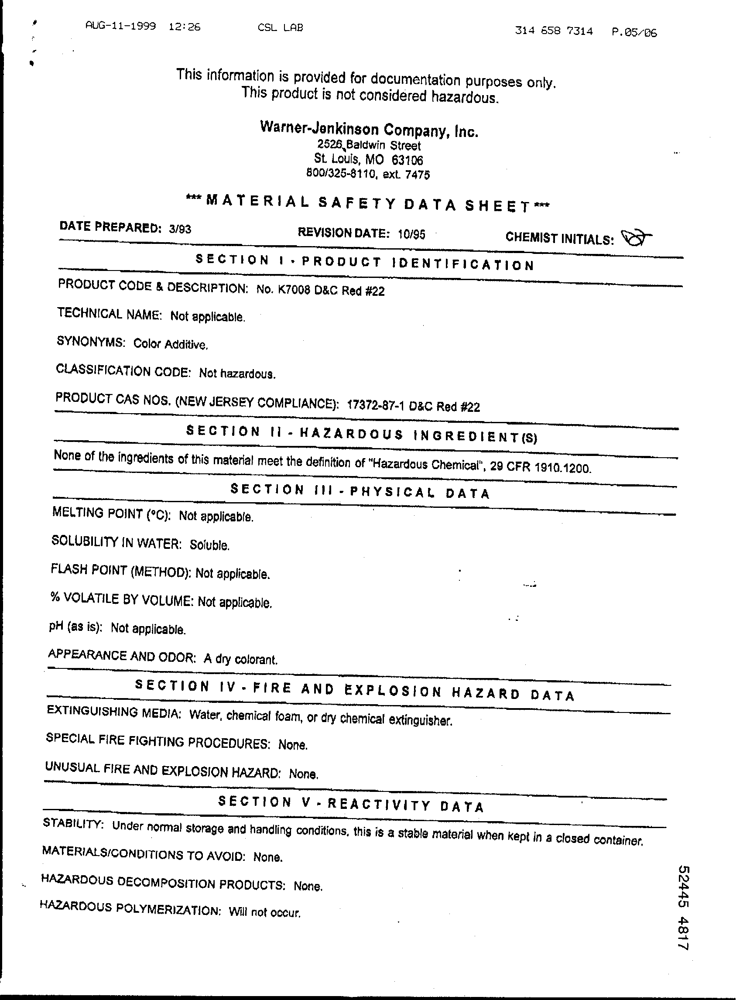 AUG-11-1999 12:26 CSL LAB 314 658 7314 P.05/06
This information is provided for documentation purposes only.
This product is not considered hazardous.
Warner-Jenkinson Company, Inc.
2526 Baldwin Street
St. Louis, MO 63106
800/325-8110, ext. 7475
*** MATERIAL SAFETY DATA SHEET ***
DATE PREPARED: 3/93 REVISION DATE: 10/95 CHEMIST INITIALS:
SECTION I - PRODUCT IDENTIFICATION
PRODUCT CODE & DESCRIPTION: No. K7008 D&C Red #22
TECHNICAL NAME: Not applicable.
SYNONYMS: Color Additive.
CLASSIFICATION CODE: Not hazardous.
PRODUCT CAS NOS. (NEW JERSEY COMPLIANCE): 17372-87-1 D&C Red #22
SECTION II - HAZARDOUS INGREDIENT(S)
None of the ingredients of this material meet the definition of "Hazardous Chemical", 29 CFR 1910.1200.
SECTION III - PHYSICAL DATA
MELTING POINT (°C): Not applicable.
SOLUBILITY IN WATER: Soluble.
FLASH POINT (METHOD): Not applicable.
% VOLATILE BY VOLUME: Not applicable.
pH (as is): Not applicable.
APPEARANCE AND ODOR: A dry colorant.
SECTION IV - FIRE AND EXPLOSION HAZARD DATA
EXTINGUISHING MEDIA: Water, chemical foam, or dry chemical extinguisher.
SPECIAL FIRE FIGHTING PROCEDURES: None.
UNUSUAL FIRE AND EXPLOSION HAZARD: None.
SECTION V - REACTIVITY DATA
STABILITY: Under normal storage and handling conditions, this is a stable material when kept in a closed container.
MATERIALS/CONDITIONS TO AVOID: None.
HAZARDOUS DECOMPOSITION PRODUCTS: None.
HAZARDOUS POLYMERIZATION: Will not occur.
52445 4817